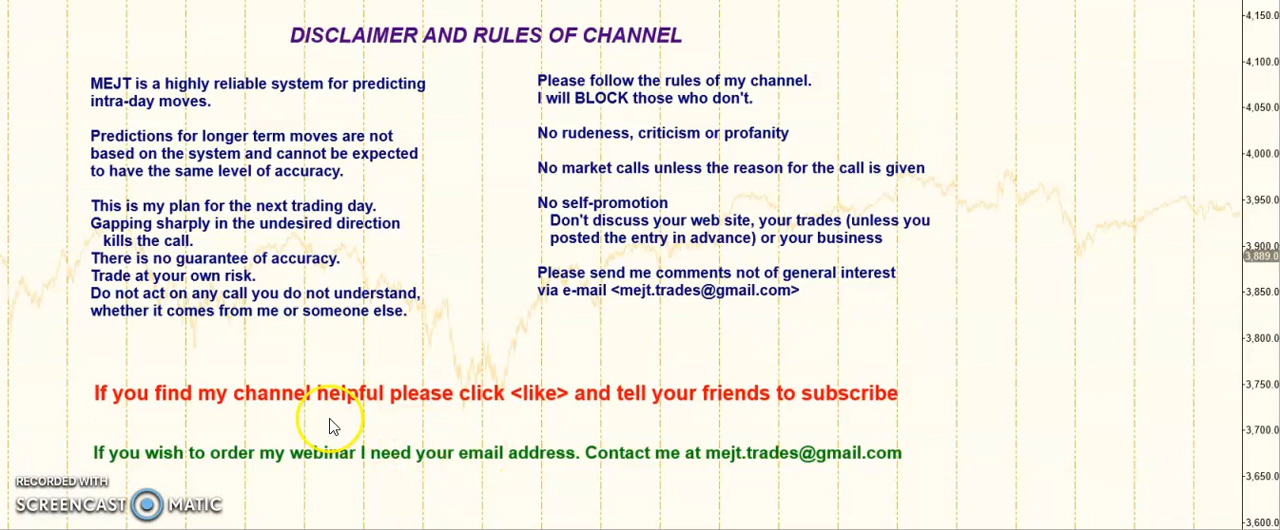 DISCLAIMER AND RULES OF CHANNEL
MEJT is a highly reliable system for predicting
intra-day moves.
Predictions for longer term moves are not
based on the system and cannot be expected
to have the same level of accuracy.
This is my plan for the next trading day.
Gapping sharply in the undesired direction
kills the call.
There is no guarantee of accuracy.
Trade at your own risk.
Do not act on any call you do not understand,
whether it comes from me or someone else.
Please follow the rules of my channel.
I will BLOCK those who don't.
No rudeness, criticism or profanity
No market calls unless the reason for the call is given
No self-promotion
Don't discuss your web site, your trades (unless you
posted the entry in advance) or your business
Please send me comments not of general interest
via e-mail <mejt.trades@gmail.com>
If you find my channel helpful please click <like> and tell your friends to subscribe
If you wish to order my webinar I need your email address. Contact me at mejt.trades@gmail.com
RECORDED WITH
SCREENCAST MATIC
4,150.0
4,100.0
4,050.0
4,000.0
3,950.0
3,900.0
3,889.0
3,850.0
3,800.0
3,750.0
3,700.0
3,650.0
3,600.0